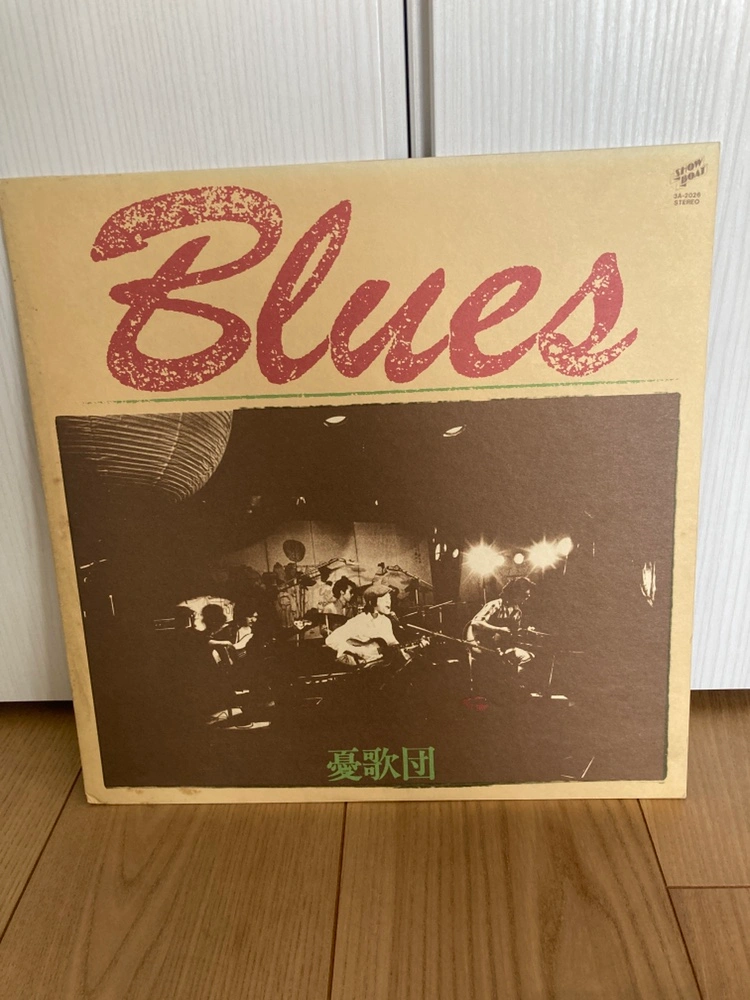 SHOW
BOAT
3A-2026
STEREO
Blues
憂歌団